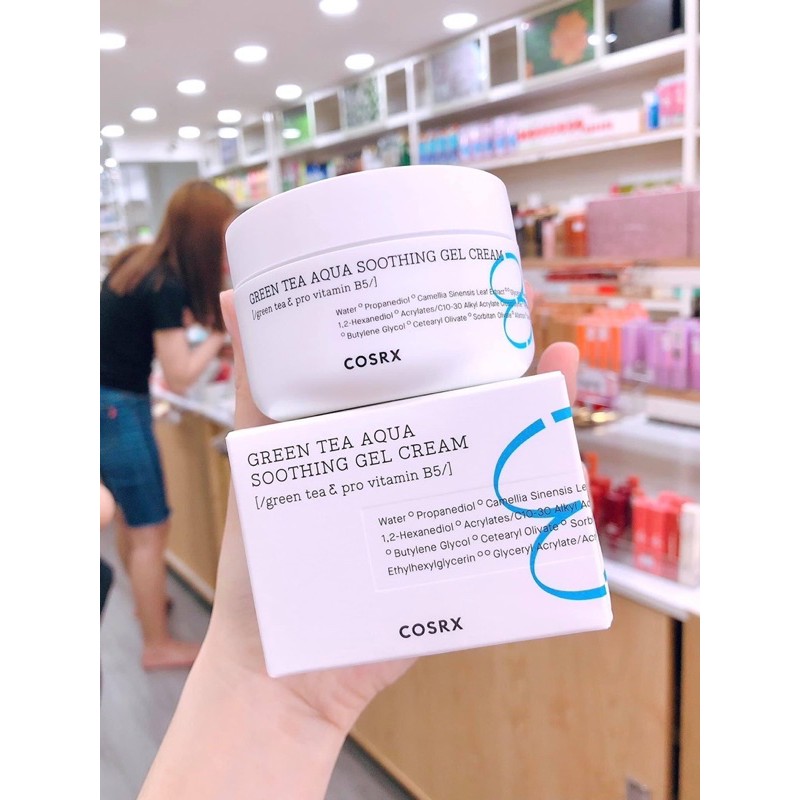 GREEN TEA AQUA SOOTHING GEL CREAM
[/green tea & pro vitamin B5/]
Water ° Propanediol ° Camellia Sinensis Leaf Extract
1,2-Hexanediol ° Acrylates/C10-30 Alkyl Acrylate
° Butylene Glycol ° Cetearyl Olivate ° Sorbitan Olivate
COSRX
GREEN TEA AQUA
SOOTHING GEL CREAM
[/green tea & pro vitamin B5/]
Water ° Propanediol ° Camellia Sinensis Leaf
1,2-Hexanediol ° Acrylates/C10-30 Alkyl Ac
° Butylene Glycol ° Cetearyl Olivate ° Sorb
Ethylhexylglycerin °° Glyceryl Acrylate/Acr
COSRX